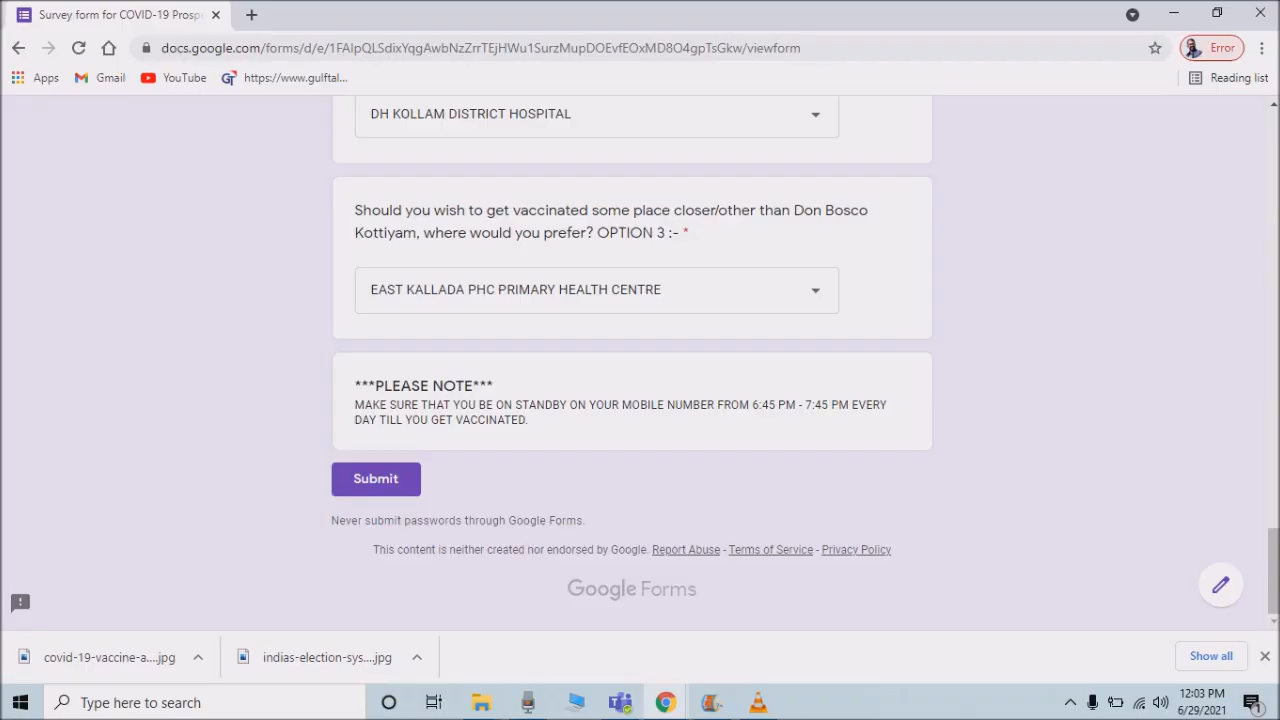 Survey form for COVID-19 Prosp
docs.google.com/forms/d/e/1FAIpQLSdixYqgAwbNzZrrTEjHWu1SurzMupDOEvfEOxMD8O4gpTsGkw/viewform
Error
Apps
Gmail
YouTube
https://www.gulftal...
Reading list
DH KOLLAM DISTRICT HOSPITAL
Should you wish to get vaccinated some place closer/other than Don Bosco
Kottiyam, where would you prefer? OPTION 3 :- *
EAST KALLADA PHC PRIMARY HEALTH CENTRE
***PLEASE NOTE***
MAKE SURE THAT YOU BE ON STANDBY ON YOUR MOBILE NUMBER FROM 6:45 PM - 7:45 PM EVERY
DAY TILL YOU GET VACCINATED.
Submit
Never submit passwords through Google Forms.
This content is neither created nor endorsed by Google. Report Abuse - Terms of Service - Privacy Policy
Google Forms
covid-19-vaccine-a....jpg
indias-election-sys....jpg
Show all
Type here to search
12:03 PM
6/29/2021
1